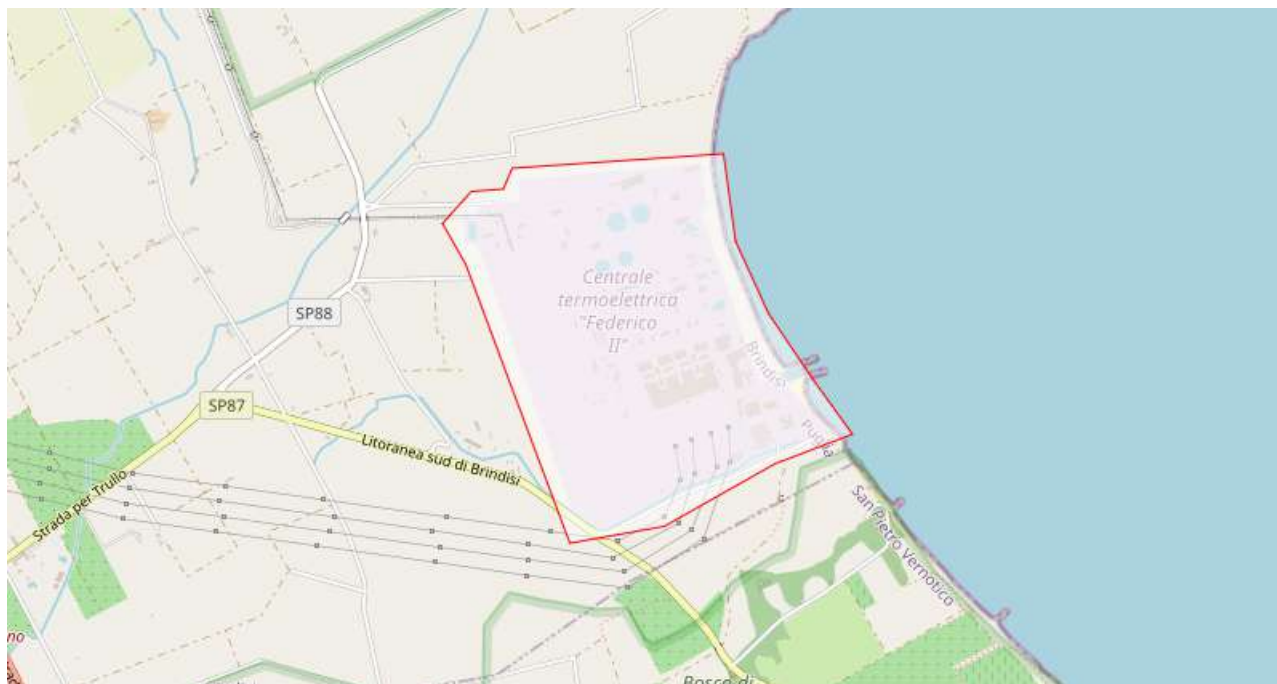 Centrale
termoelettrica
"Federico
II"
SP88
Brindisi
SP87
Puglia
Litoranea sud di Brindisi
Strada per Trullo
San Pietro Vernotico
no
Bosco di